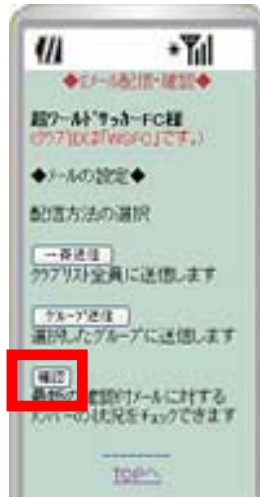 ◆Eメール配信・確認◆
超ワールドサッカーFC様
(クラブIDは「WSFC」です。)
◆メールの設定◆
配信方法の選択
一斉送信
クラブリスト全員に送信します
グループ送信
選択したグループに送信します
確認
最新の確認付メールに対する
メンバーの状況をチェックできます
TOPへ